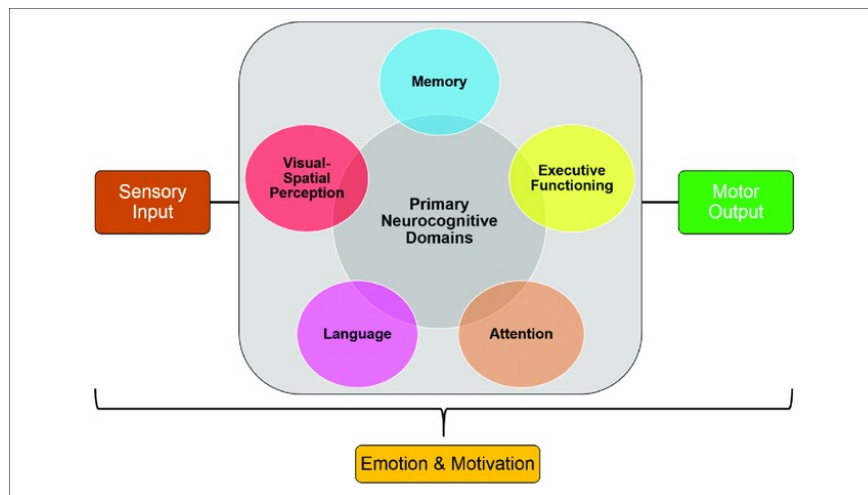 Memory
Visual-
Spatial
Perception
Executive
Functioning
Sensory
Input
Primary
Neurocognitive
Domains
Motor
Output
Language
Attention
Emotion & Motivation